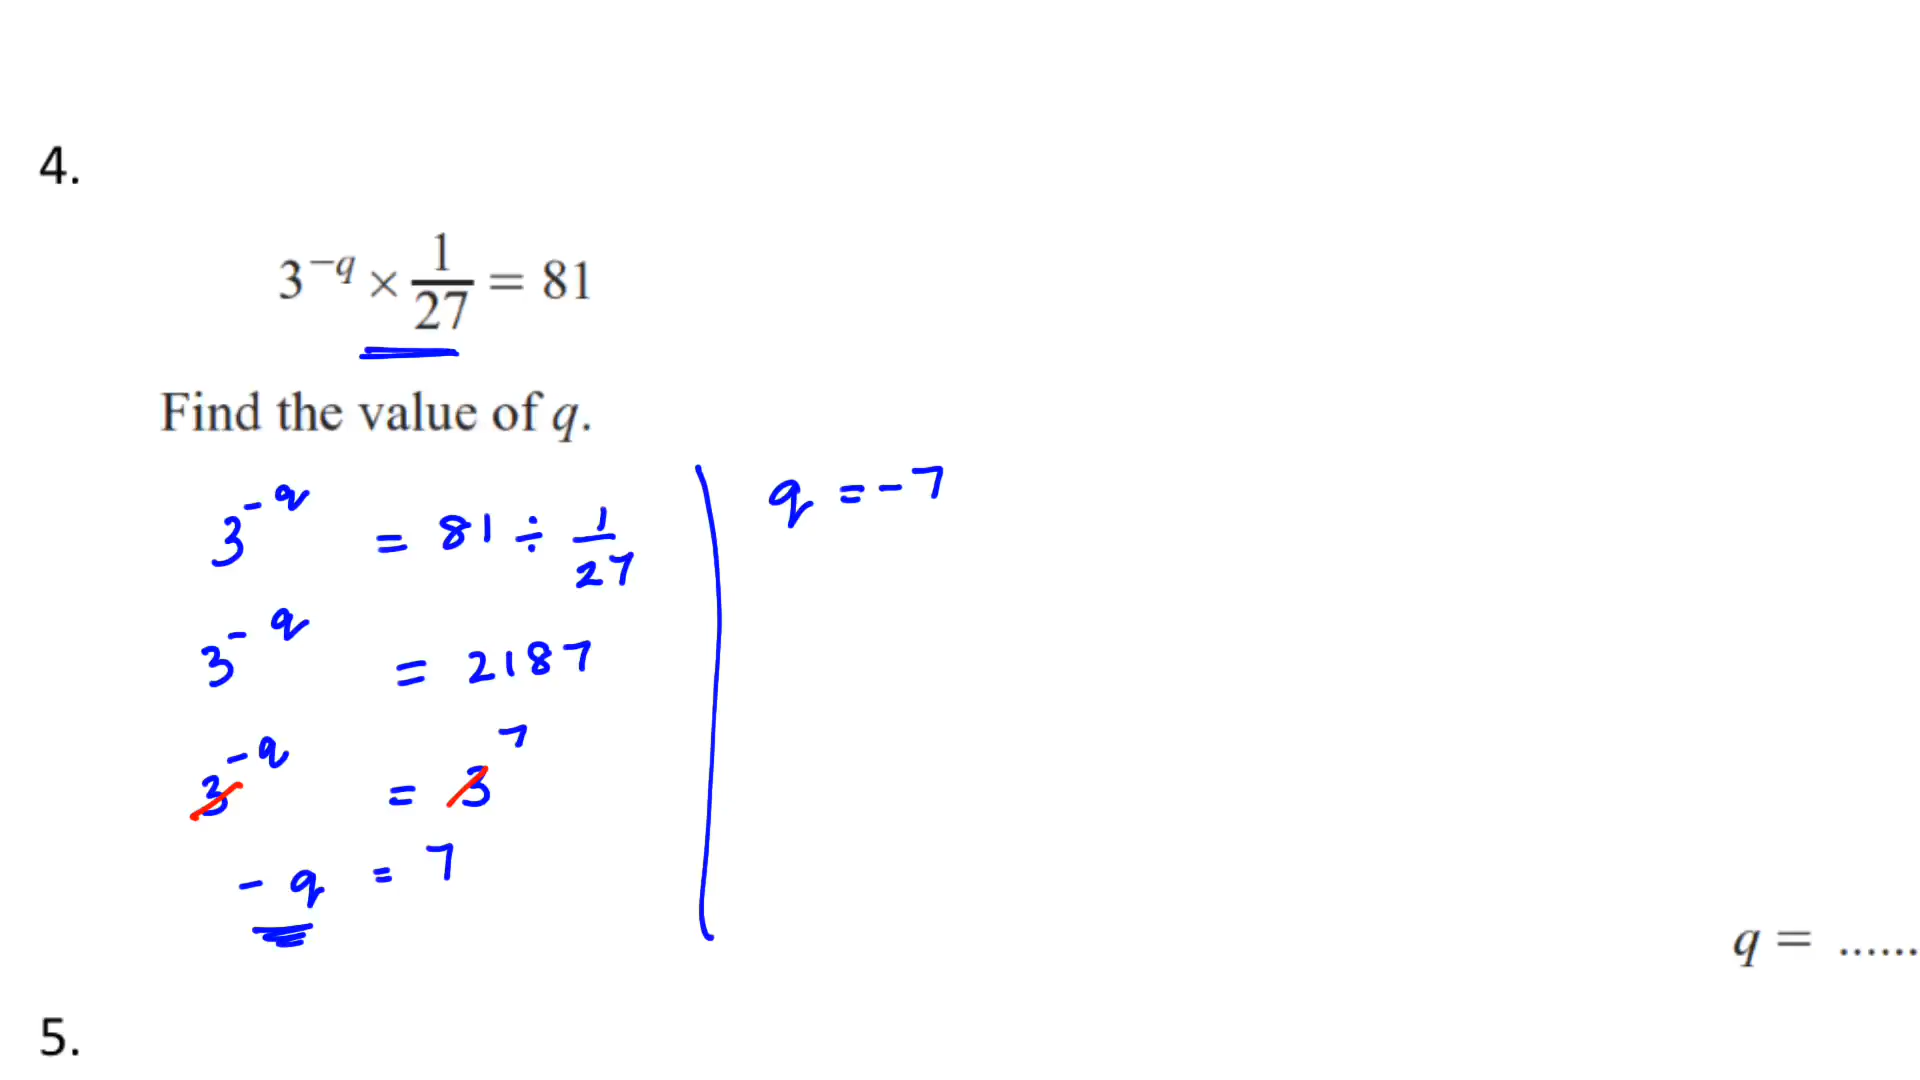 4.
3^{-q} × 1/27 = 81
Find the value of q.
3^{-q} = 81 ÷ 1/27
3^{-q} = 2187
3^{-q} = 3^7
-q = 7
q = -7
q = ......
5.